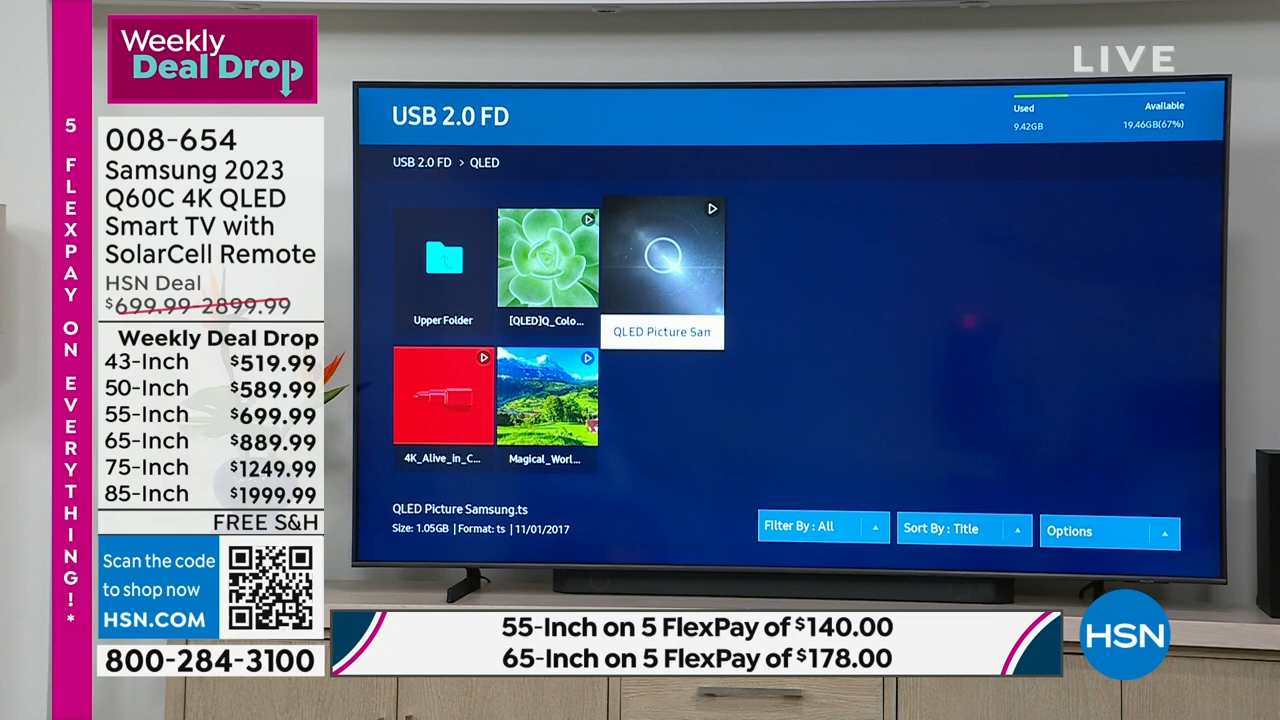 Weekly
Deal Drop
LIVE
5 FLEXPAY ON EVERYTHING!*
008-654
Samsung 2023
Q60C 4K QLED
Smart TV with
SolarCell Remote
HSN Deal
$699.99-2899.99
Weekly Deal Drop
43-Inch $519.99
50-Inch $589.99
55-Inch $699.99
65-Inch $889.99
75-Inch $1249.99
85-Inch $1999.99
FREE S&H
Scan the code
to shop now
HSN.COM
800-284-3100
USB 2.0 FD
Used Available
9.42GB 19.46GB(67%)
USB 2.0 FD > QLED
Upper Folder
[QLED]Q_Colo...
QLED Picture Sam
4K_Alive_in_C...
Magical_Worl...
QLED Picture Samsung.ts
Size: 1.05GB | Format: ts | 11/01/2017
Filter By : All
Sort By : Title
Options
55-Inch on 5 FlexPay of $140.00
65-Inch on 5 FlexPay of $178.00
HSN